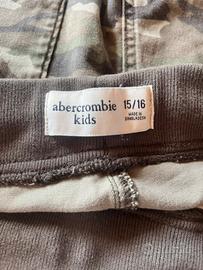 abercrombie
kids
15/16
MADE IN
BANGLADESH